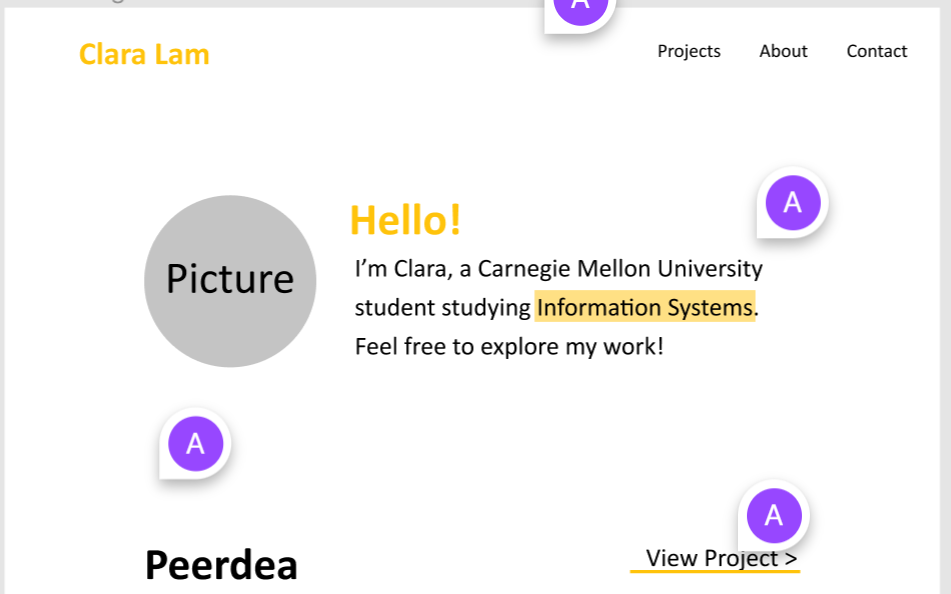 A
Clara Lam
Projects About Contact
A
Hello!
Picture
I'm Clara, a Carnegie Mellon University
student studying Information Systems.
Feel free to explore my work!
A
A
Peerdea
View Project >